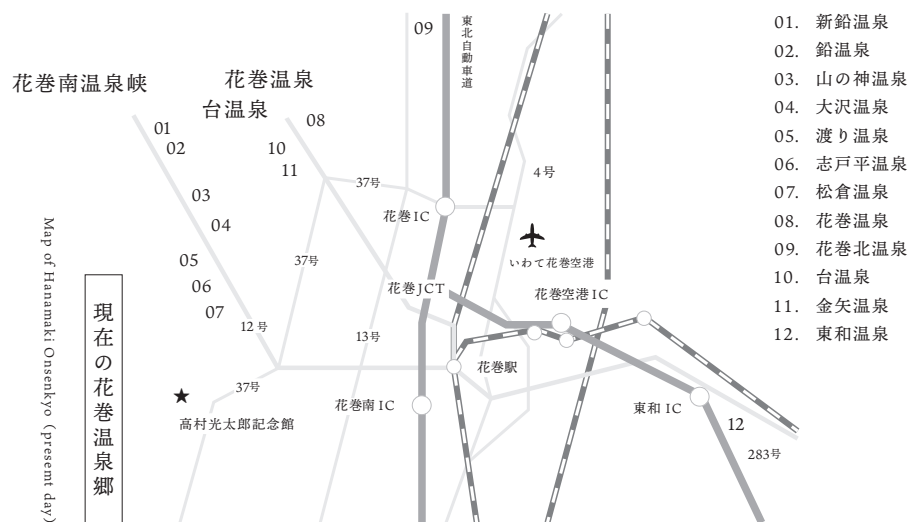 09
東北自動車道
花巻南温泉峡
花巻温泉
台温泉
08
01
02
10
11
4号
37号
03
04
花巻IC
いわて花巻空港
05
06
07
37号
花巻JCT
花巻空港IC
12号
13号
花巻駅
37号
高村光太郎記念館
花巻南IC
東和IC
12
283号
Map of Hanamaki Onsenkyo (presemt day)
現在の花巻温泉郷
01. 新鉛温泉
02. 鉛温泉
03. 山の神温泉
04. 大沢温泉
05. 渡り温泉
06. 志戸平温泉
07. 松倉温泉
08. 花巻温泉
09. 花巻北温泉
10. 台温泉
11. 金矢温泉
12. 東和温泉